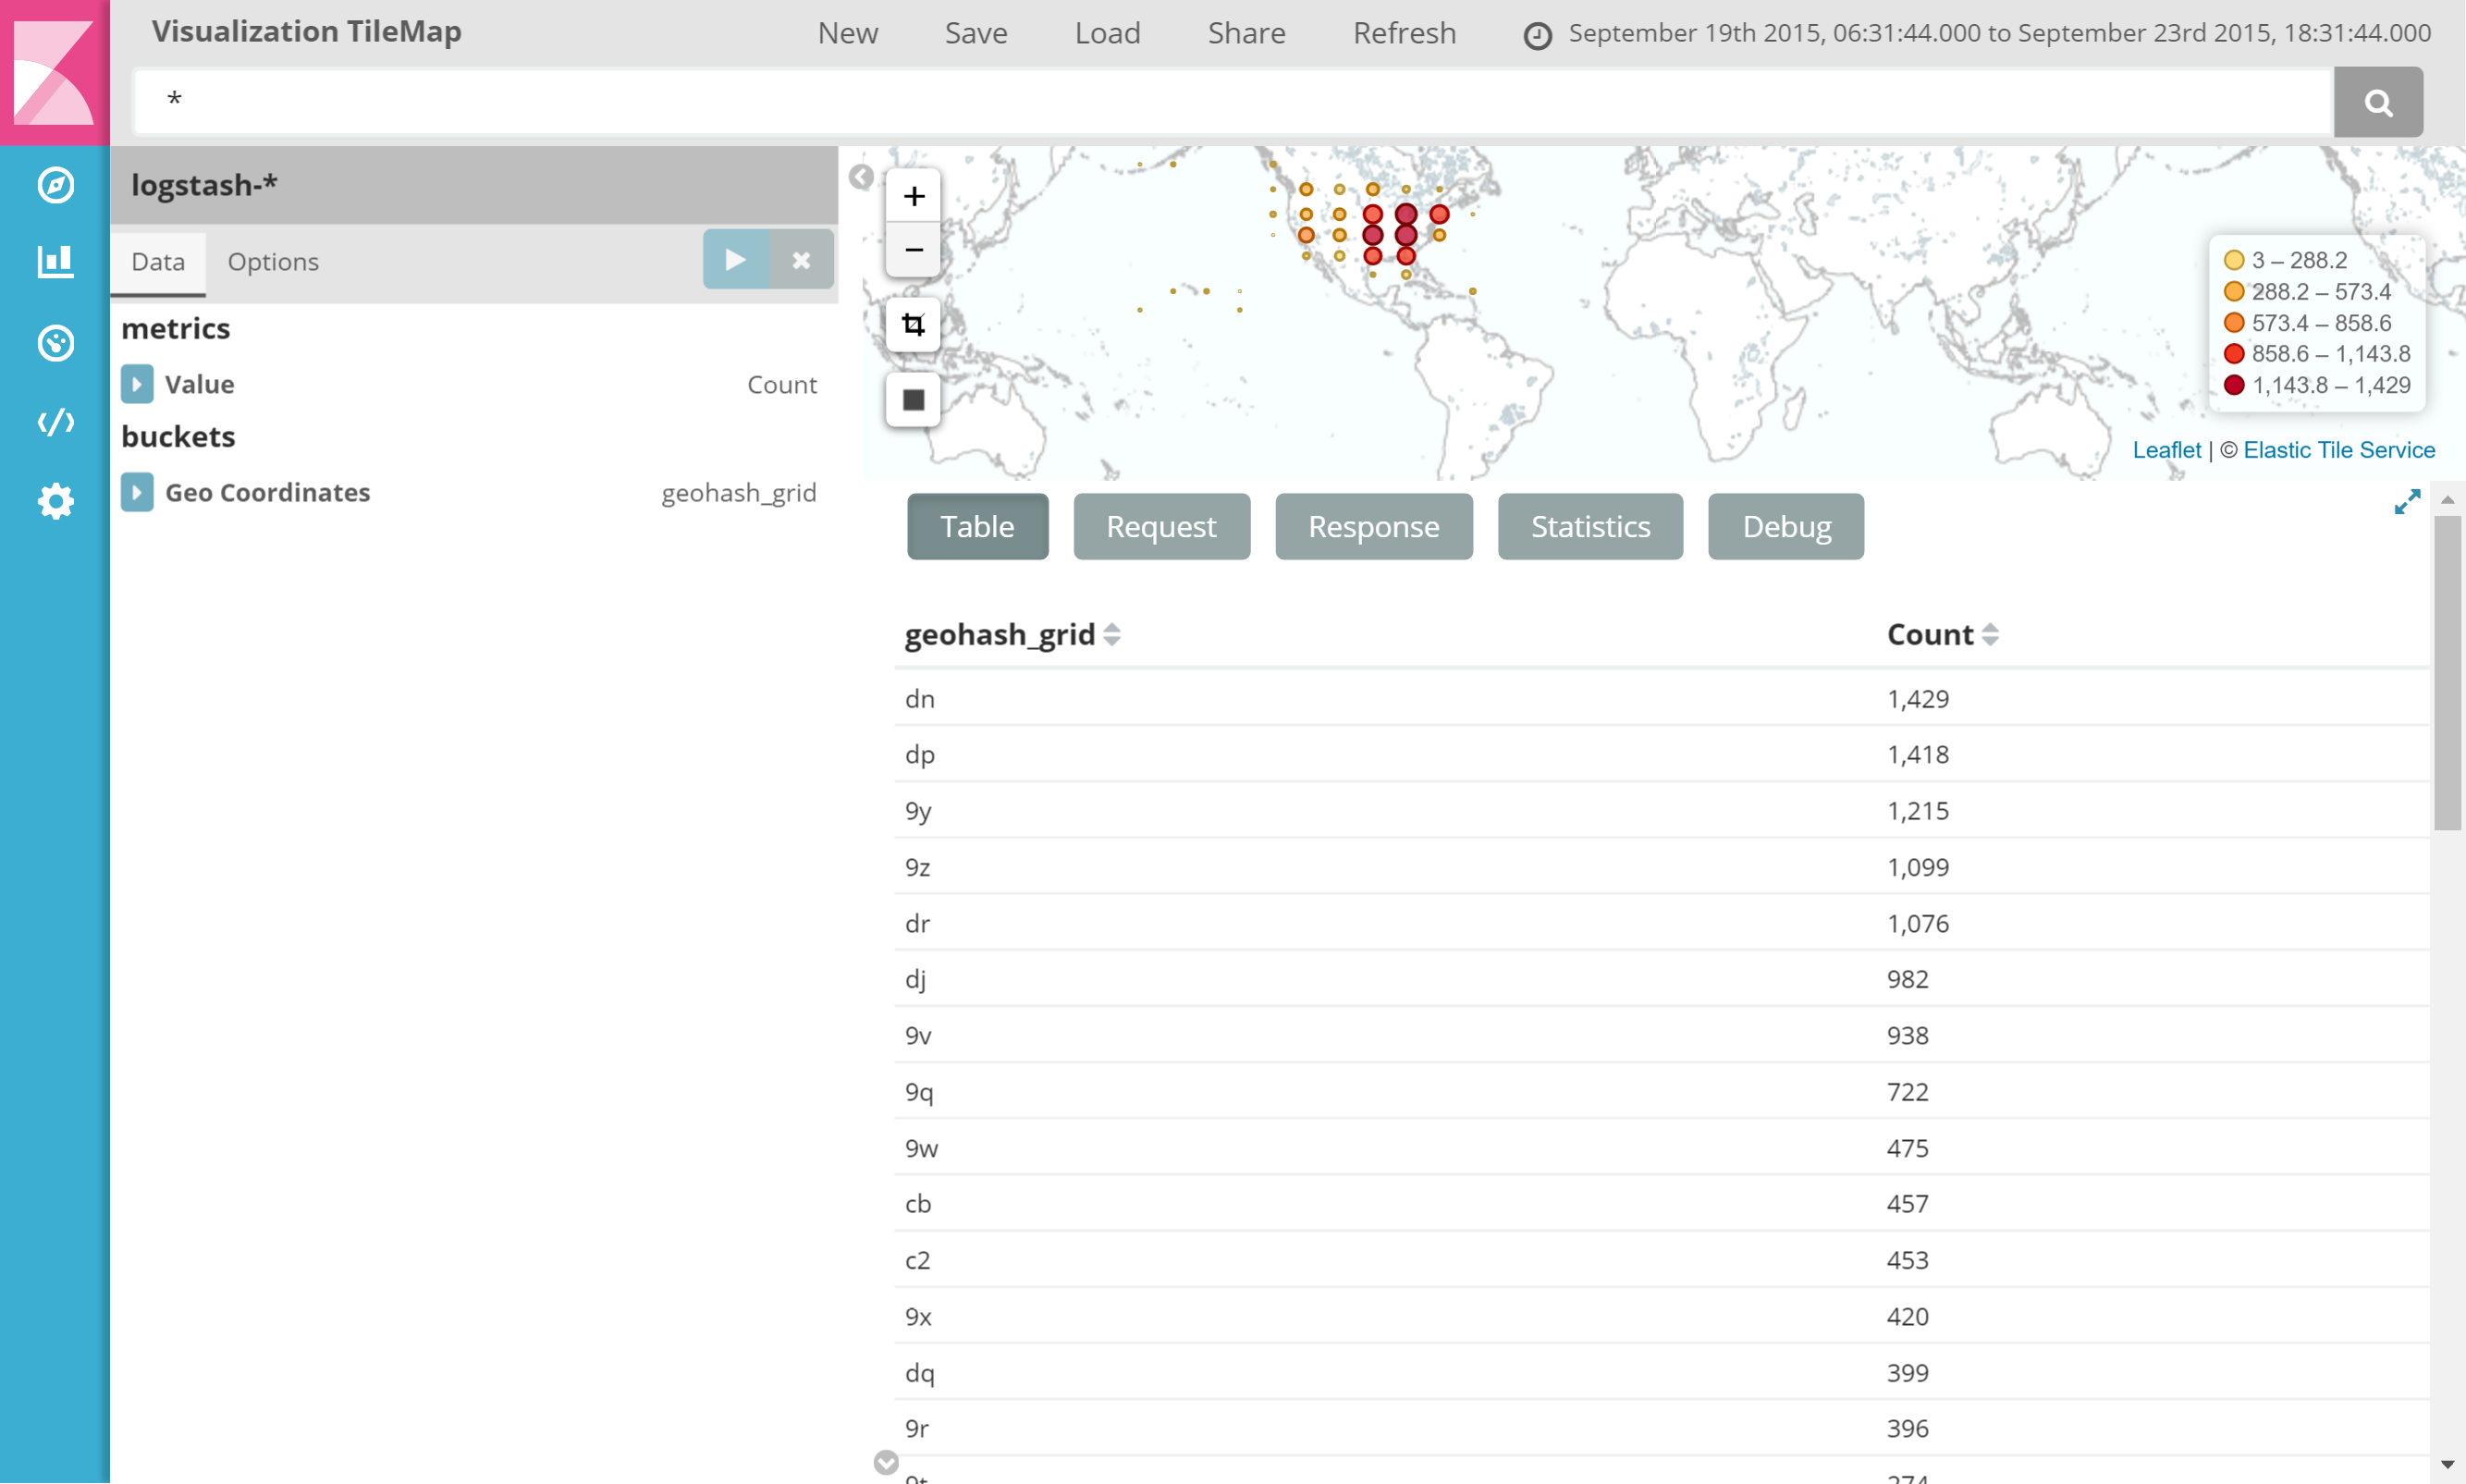 Visualization TileMap
New Save Load Share Refresh September 19th 2015, 06:31:44.000 to September 23rd 2015, 18:31:44.000
*
logstash-*
Data Options
metrics
Value Count
buckets
Geo Coordinates geohash_grid
+
−
3 – 288.2
288.2 – 573.4
573.4 – 858.6
858.6 – 1,143.8
1,143.8 – 1,429
Leaflet | © Elastic Tile Service
Table Request Response Statistics Debug
geohash_grid Count
dn 1,429
dp 1,418
9y 1,215
9z 1,099
dr 1,076
dj 982
9v 938
9q 722
9w 475
cb 457
c2 453
9x 420
dq 399
9r 396